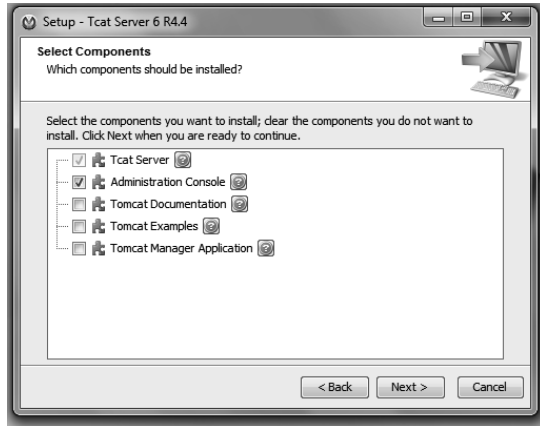 Setup - Tcat Server 6 R4.4
Select Components
Which components should be installed?
Select the components you want to install; clear the components you do not want to
install. Click Next when you are ready to continue.
Tcat Server
Administration Console
Tomcat Documentation
Tomcat Examples
Tomcat Manager Application
< Back
Next >
Cancel